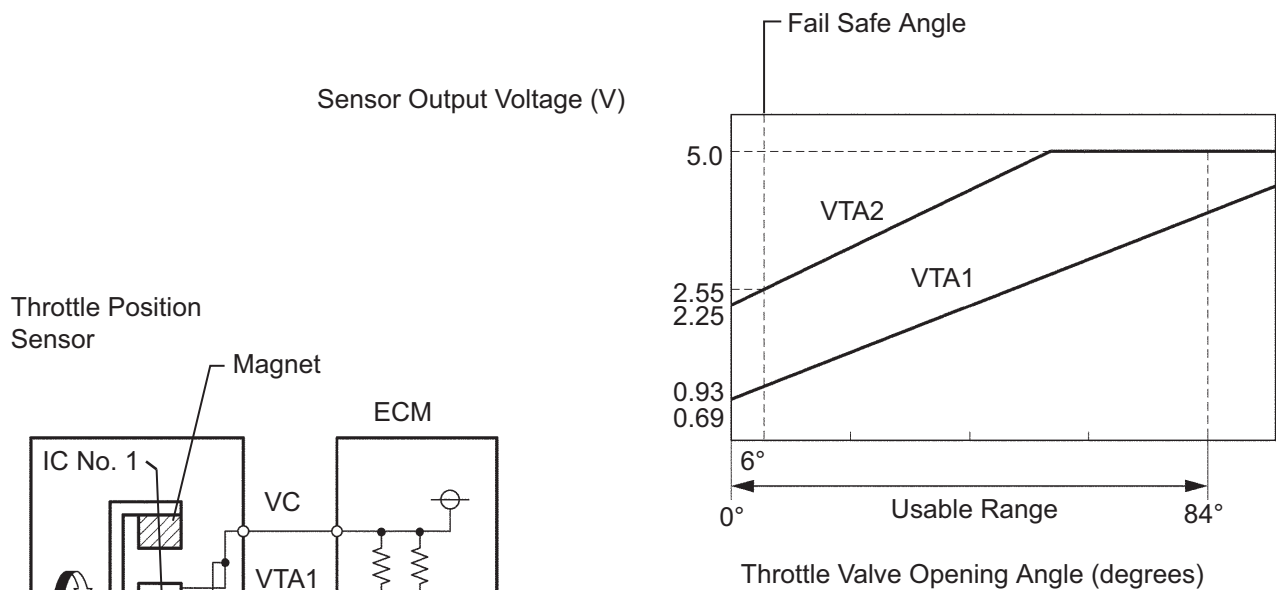 Fail Safe Angle
Sensor Output Voltage (V)
5.0
VTA2
VTA1
2.55
2.25
0.93
0.69
6°
0°
Usable Range
84°
Throttle Valve Opening Angle (degrees)
Throttle Position
Sensor
Magnet
ECM
IC No. 1
VC
VTA1